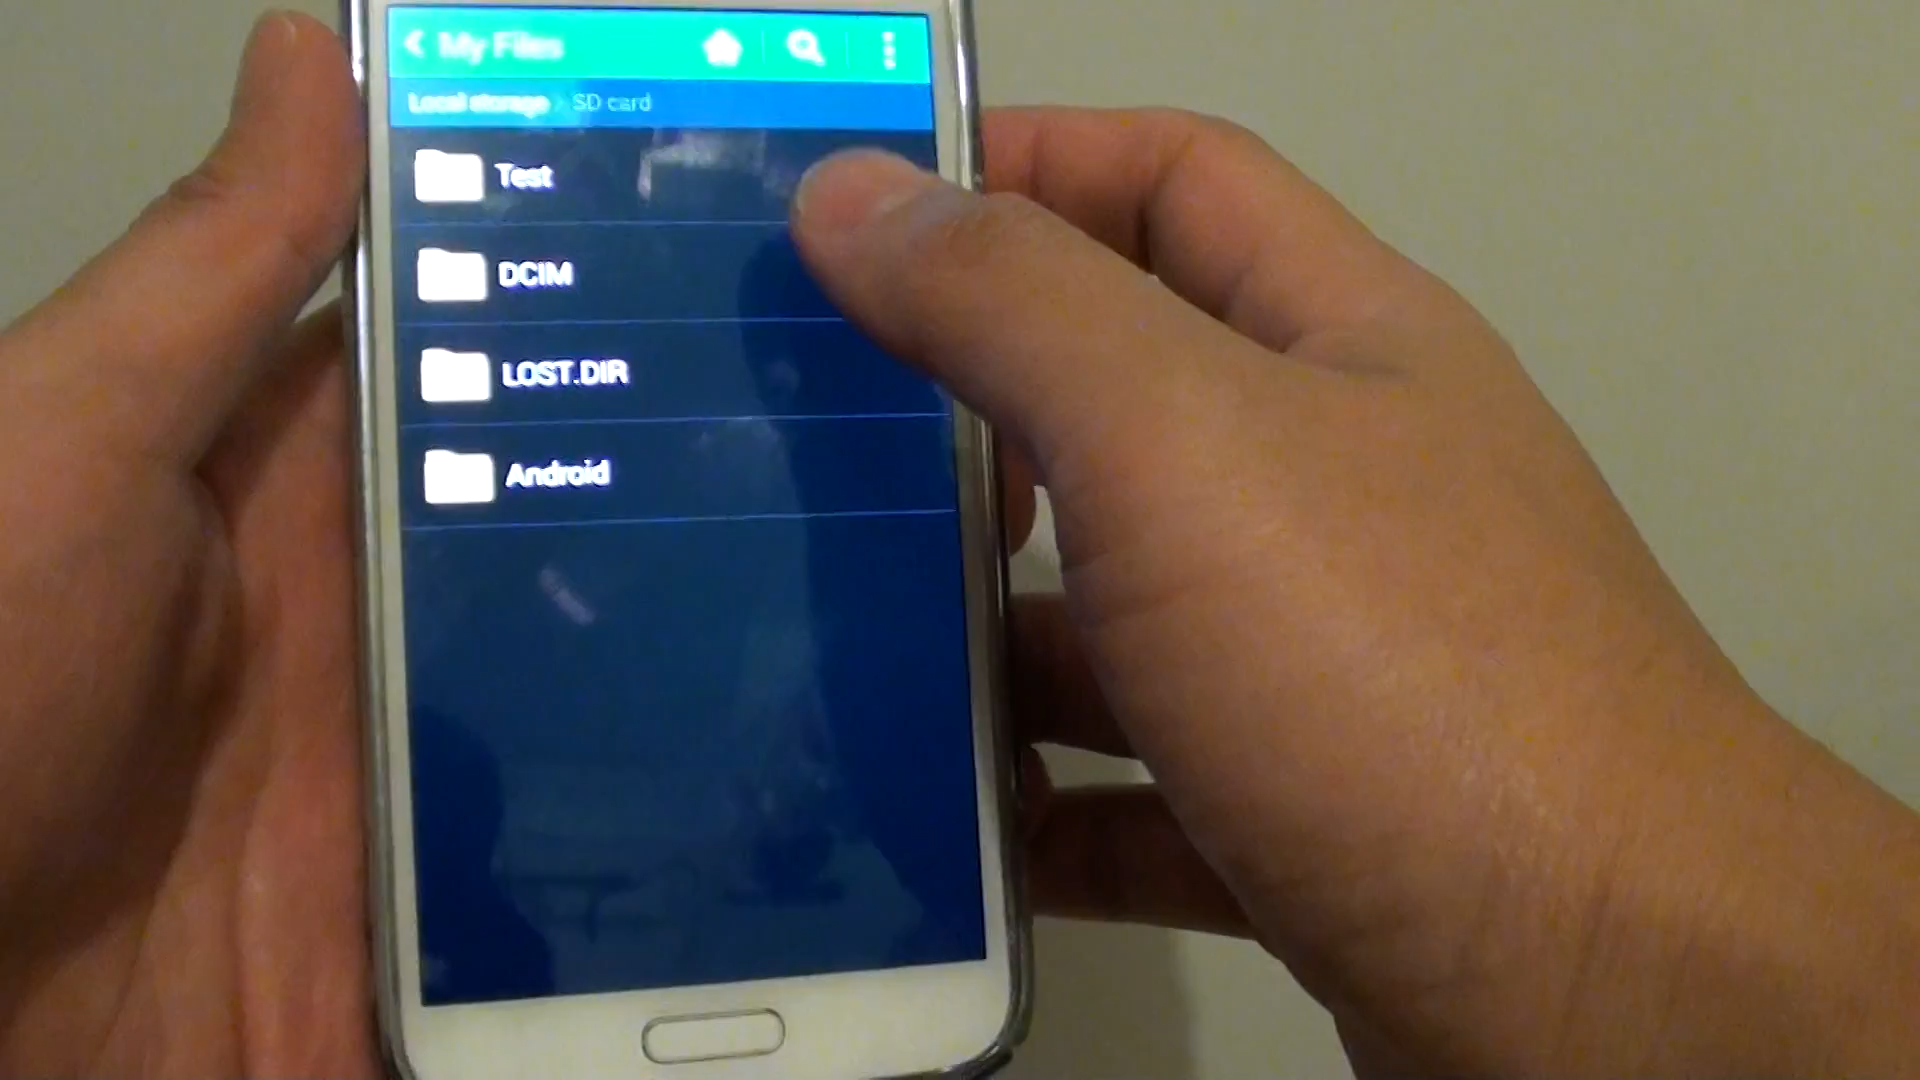 My Files
Local storage > SD card
Test
DCIM
LOST.DIR
Android